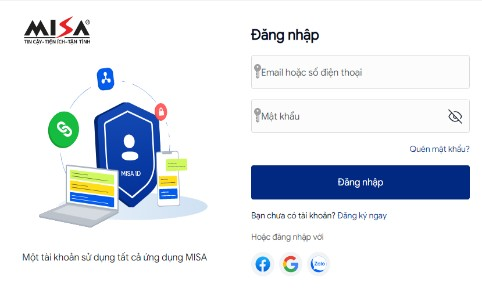 MISA®
TIN CẬY - TIỆN ÍCH - TẬN TÌNH
MISA ID
Một tài khoản sử dụng tất cả ứng dụng MISA
Đăng nhập
Email hoặc số điện thoại
Mật khẩu
Quên mật khẩu?
Đăng nhập
Bạn chưa có tài khoản? Đăng ký ngay
Hoặc đăng nhập với
Zalo